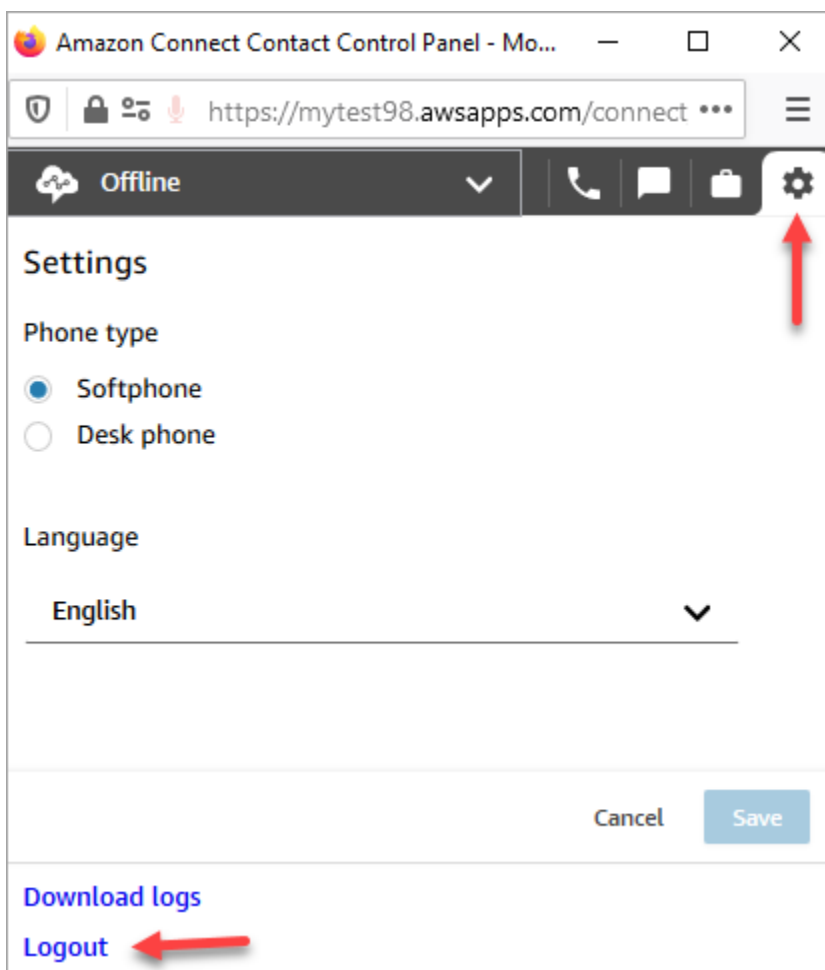 Amazon Connect Contact Control Panel - Mo...
https://mytest98.awsapps.com/connect
Offline
Settings
Phone type
Softphone
Desk phone
Language
English
Cancel Save
Download logs
Logout